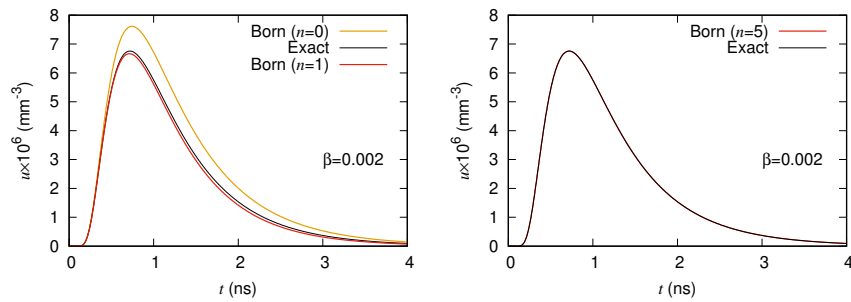 Born (n=0)
Exact
Born (n=1)
β=0.002
u×10⁶ (mm⁻³)
8
7
6
5
4
3
2
1
0
0 1 2 3 4
t (ns)
Born (n=5)
Exact
β=0.002
u×10⁶ (mm⁻³)
8
7
6
5
4
3
2
1
0
0 1 2 3 4
t (ns)